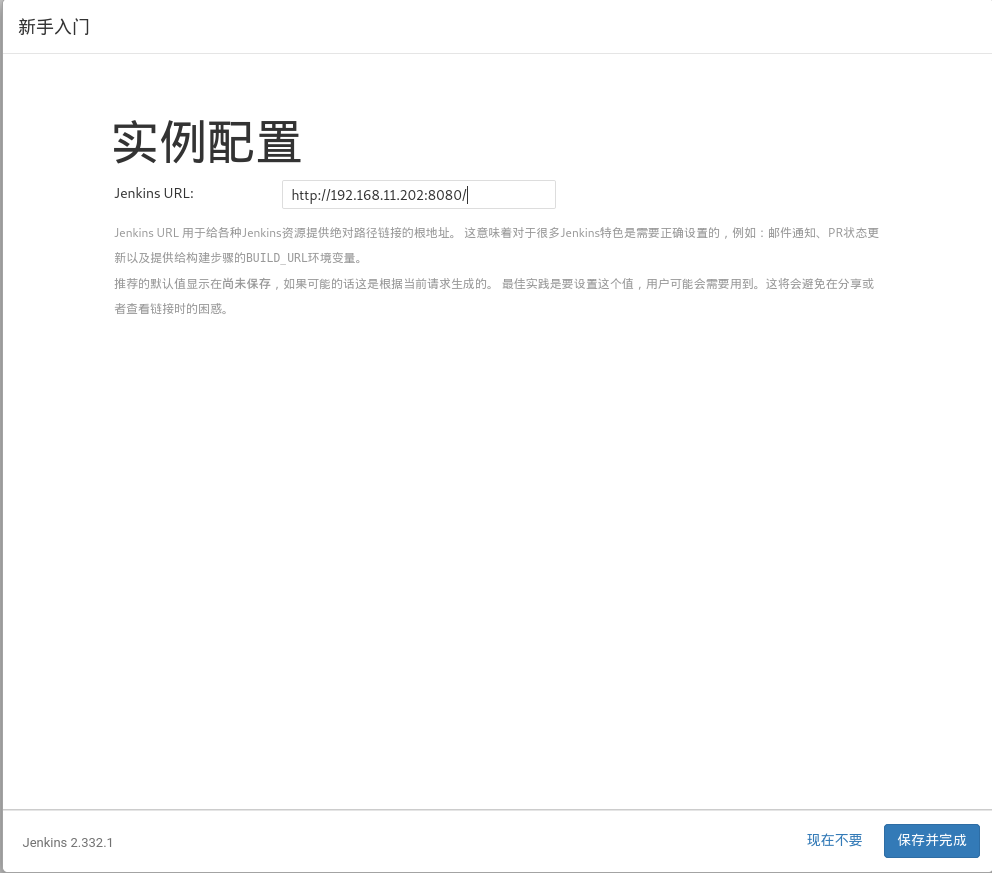 新手入门
实例配置
Jenkins URL:
http://192.168.11.202:8080/
Jenkins URL 用于给各种Jenkins资源提供绝对路径链接的根地址。 这意味着对于很多Jenkins特色是需要正确设置的，例如：邮件通知、PR状态更
新以及提供给构建步骤的BUILD_URL环境变量。
推荐的默认值显示在尚未保存，如果可能的话这是根据当前请求生成的。 最佳实践是要设置这个值，用户可能会需要用到。这将会避免在分享或
者查看链接时的困惑。
Jenkins 2.332.1
现在不要
保存并完成